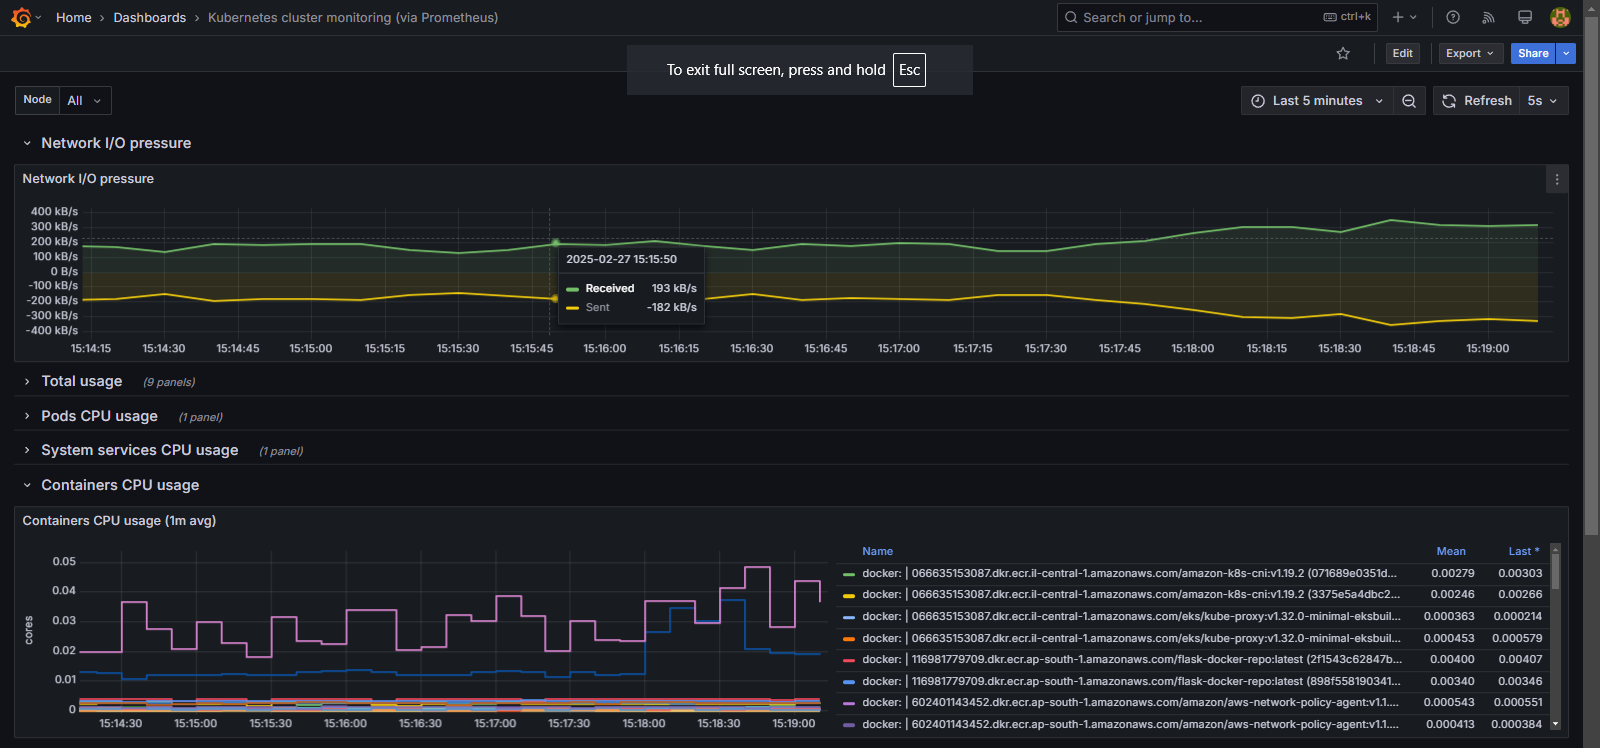 Home > Dashboards > Kubernetes cluster monitoring (via Prometheus)
Search or jump to... ctrl+k
Edit Export Share
To exit full screen, press and hold Esc
Node All
Last 5 minutes Refresh 5s
Network I/O pressure
Network I/O pressure
400 kB/s
300 kB/s
200 kB/s
100 kB/s
0 B/s
-100 kB/s
-200 kB/s
-300 kB/s
-400 kB/s
2025-02-27 15:15:50
Received 193 kB/s
Sent -182 kB/s
15:14:15 15:14:30 15:14:45 15:15:00 15:15:15 15:15:30 15:15:45 15:16:00 15:16:15 15:16:30 15:16:45 15:17:00 15:17:15 15:17:30 15:17:45 15:18:00 15:18:15 15:18:30 15:18:45 15:19:00
Total usage (9 panels)
Pods CPU usage (1 panel)
System services CPU usage (1 panel)
Containers CPU usage
Containers CPU usage (1m avg)
cores
0.05
0.04
0.03
0.02
0.01
0
15:14:30 15:15:00 15:15:30 15:16:00 15:16:30 15:17:00 15:17:30 15:18:00 15:18:30 15:19:00
Name Mean Last *
docker: | 066635153087.dkr.ecr.il-central-1.amazonaws.com/amazon-k8s-cni:v1.19.2 (071689e0351d... 0.00279 0.00303
docker: | 066635153087.dkr.ecr.il-central-1.amazonaws.com/amazon-k8s-cni:v1.19.2 (3375e5a4dbc2... 0.00246 0.00266
docker: | 066635153087.dkr.ecr.il-central-1.amazonaws.com/eks/kube-proxy:v1.32.0-minimal-eksbuil... 0.000363 0.000214
docker: | 066635153087.dkr.ecr.il-central-1.amazonaws.com/eks/kube-proxy:v1.32.0-minimal-eksbuil... 0.000453 0.000579
docker: | 116981779709.dkr.ecr.ap-south-1.amazonaws.com/flask-docker-repo:latest (2f1543c62847b... 0.00400 0.00407
docker: | 116981779709.dkr.ecr.ap-south-1.amazonaws.com/flask-docker-repo:latest (898f558190341... 0.00340 0.00346
docker: | 602401143452.dkr.ecr.ap-south-1.amazonaws.com/amazon/aws-network-policy-agent:v1.1.... 0.000543 0.000551
docker: | 602401143452.dkr.ecr.ap-south-1.amazonaws.com/amazon/aws-network-policy-agent:v1.1.... 0.000413 0.000384